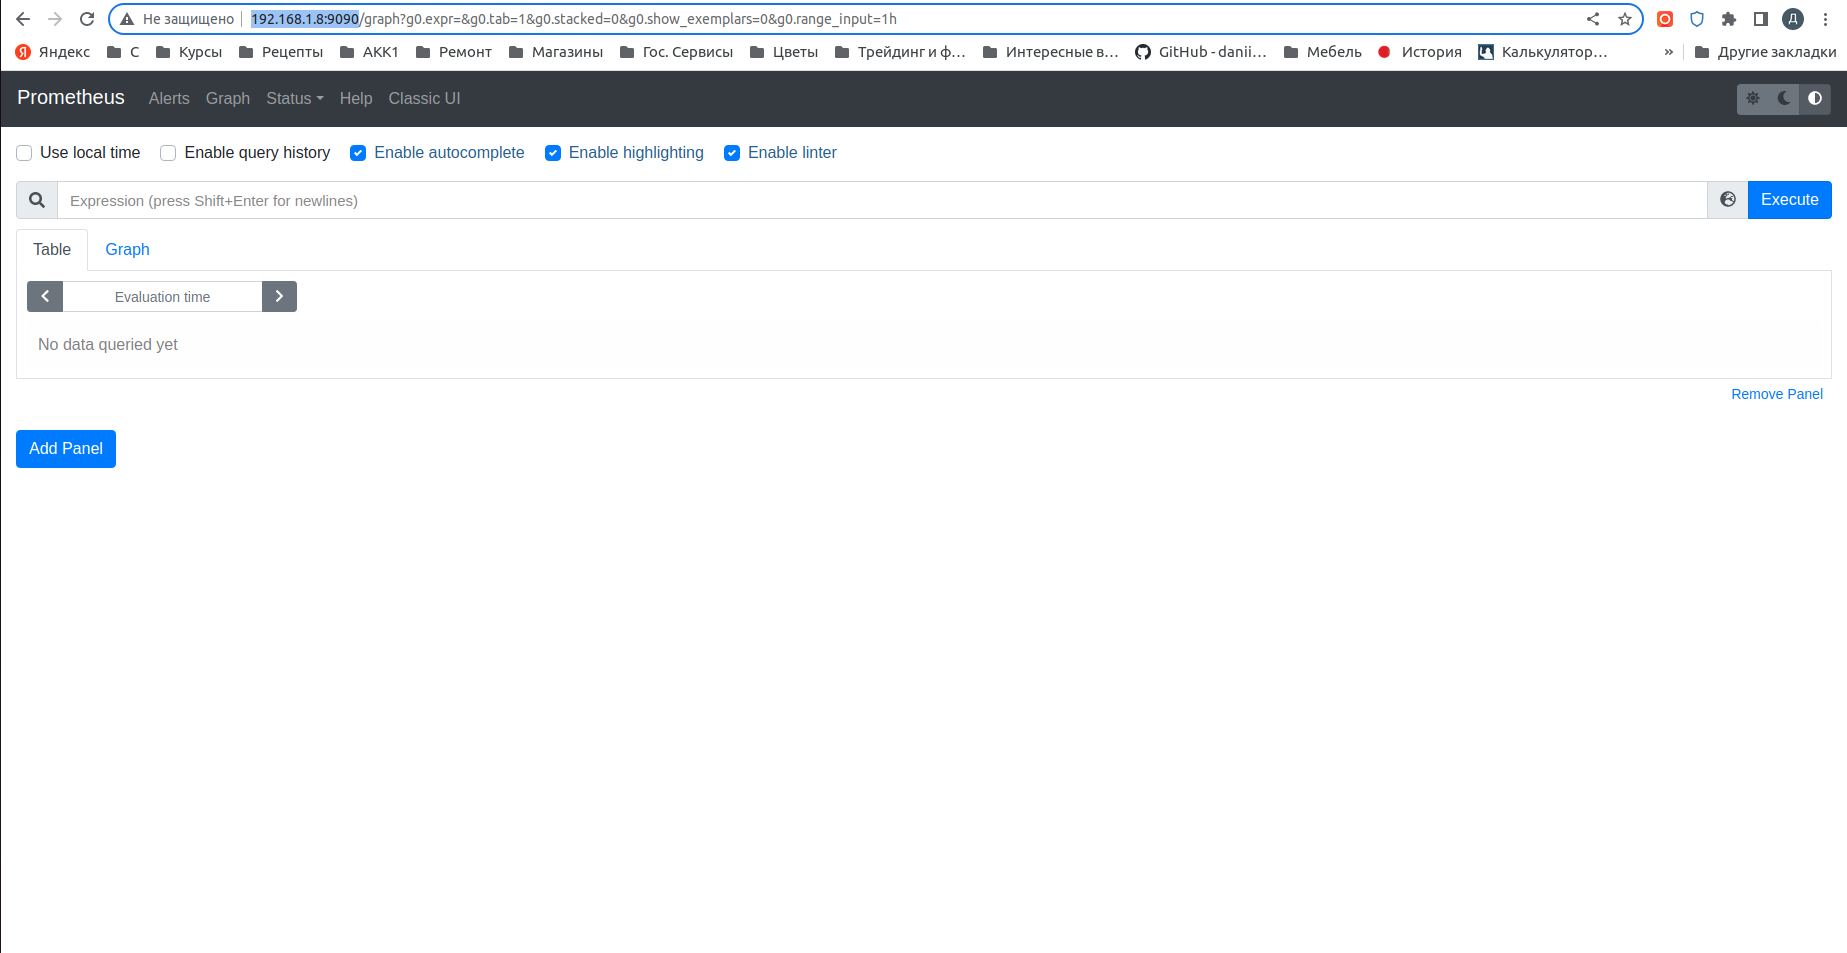 Не защищено 192.168.1.8:9090/graph?g0.expr=&g0.tab=1&g0.stacked=0&g0.show_exemplars=0&g0.range_input=1h Д
Я Яндекс С Курсы Рецепты АКК1 Ремонт Магазины Гос. Сервисы Цветы Трейдинг и ф… Интересные в… GitHub - danii… Мебель История Калькулятор… » Другие закладки
Prometheus Alerts Graph Status Help Classic UI
Use local time Enable query history Enable autocomplete Enable highlighting Enable linter
Expression (press Shift+Enter for newlines) Execute
Table Graph
Evaluation time
No data queried yet
Remove Panel
Add Panel